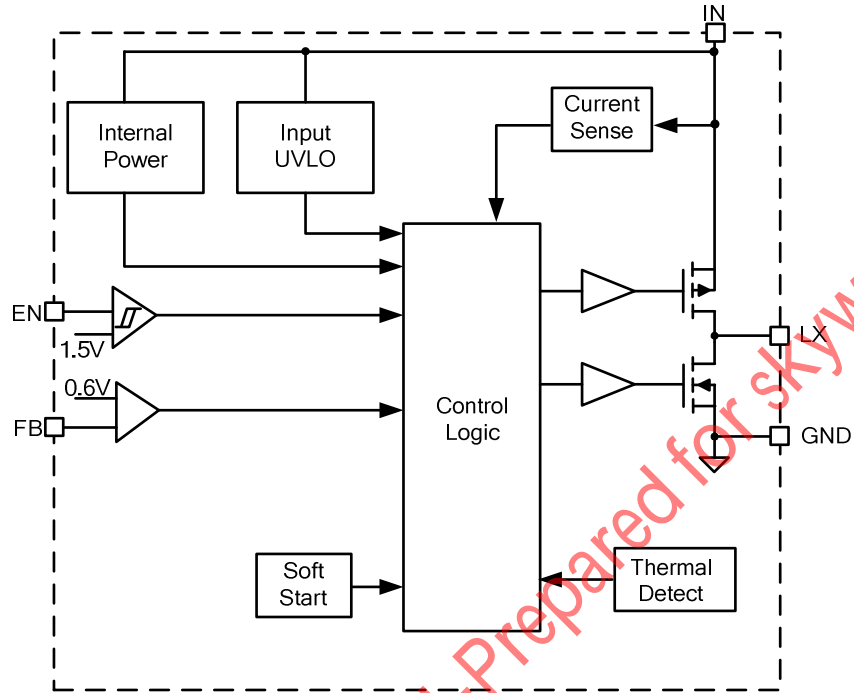 IN
Internal
Power
Input
UVLO
Current
Sense
EN
1.5V
0.6V
FB
Control
Logic
LX
GND
Soft
Start
Thermal
Detect
Prepared for